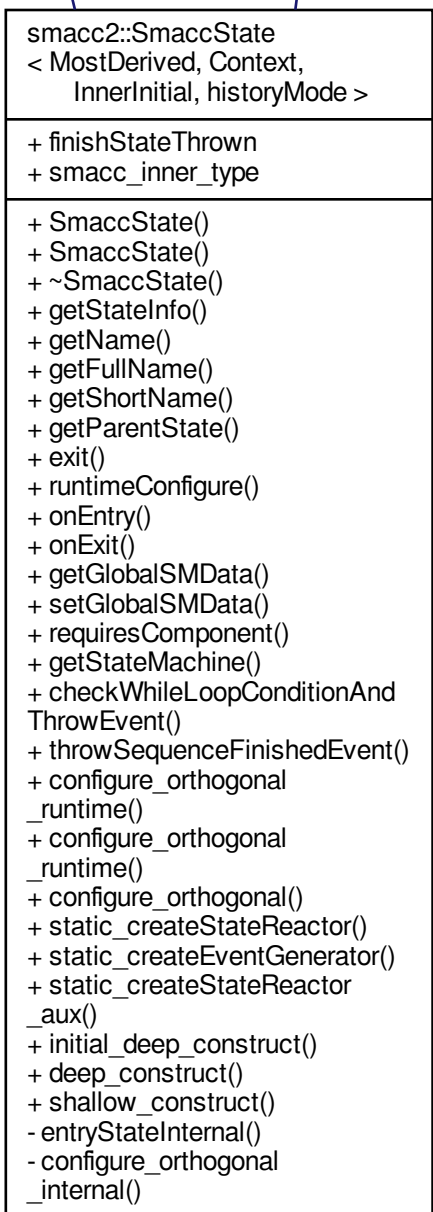 smacc2::SmaccState
< MostDerived, Context,
InnerInitial, historyMode >
+ finishStateThrown
+ smacc_inner_type
+ SmaccState()
+ SmaccState()
+ ~SmaccState()
+ getStateInfo()
+ getName()
+ getFullName()
+ getShortName()
+ getParentState()
+ exit()
+ runtimeConfigure()
+ onEntry()
+ onExit()
+ getGlobalSMData()
+ setGlobalSMData()
+ requiresComponent()
+ getStateMachine()
+ checkWhileLoopConditionAnd
ThrowEvent()
+ throwSequenceFinishedEvent()
+ configure_orthogonal
_runtime()
+ configure_orthogonal
_runtime()
+ configure_orthogonal()
+ static_createStateReactor()
+ static_createEventGenerator()
+ static_createStateReactor
_aux()
+ initial_deep_construct()
+ deep_construct()
+ shallow_construct()
- entryStateInternal()
- configure_orthogonal
_internal()